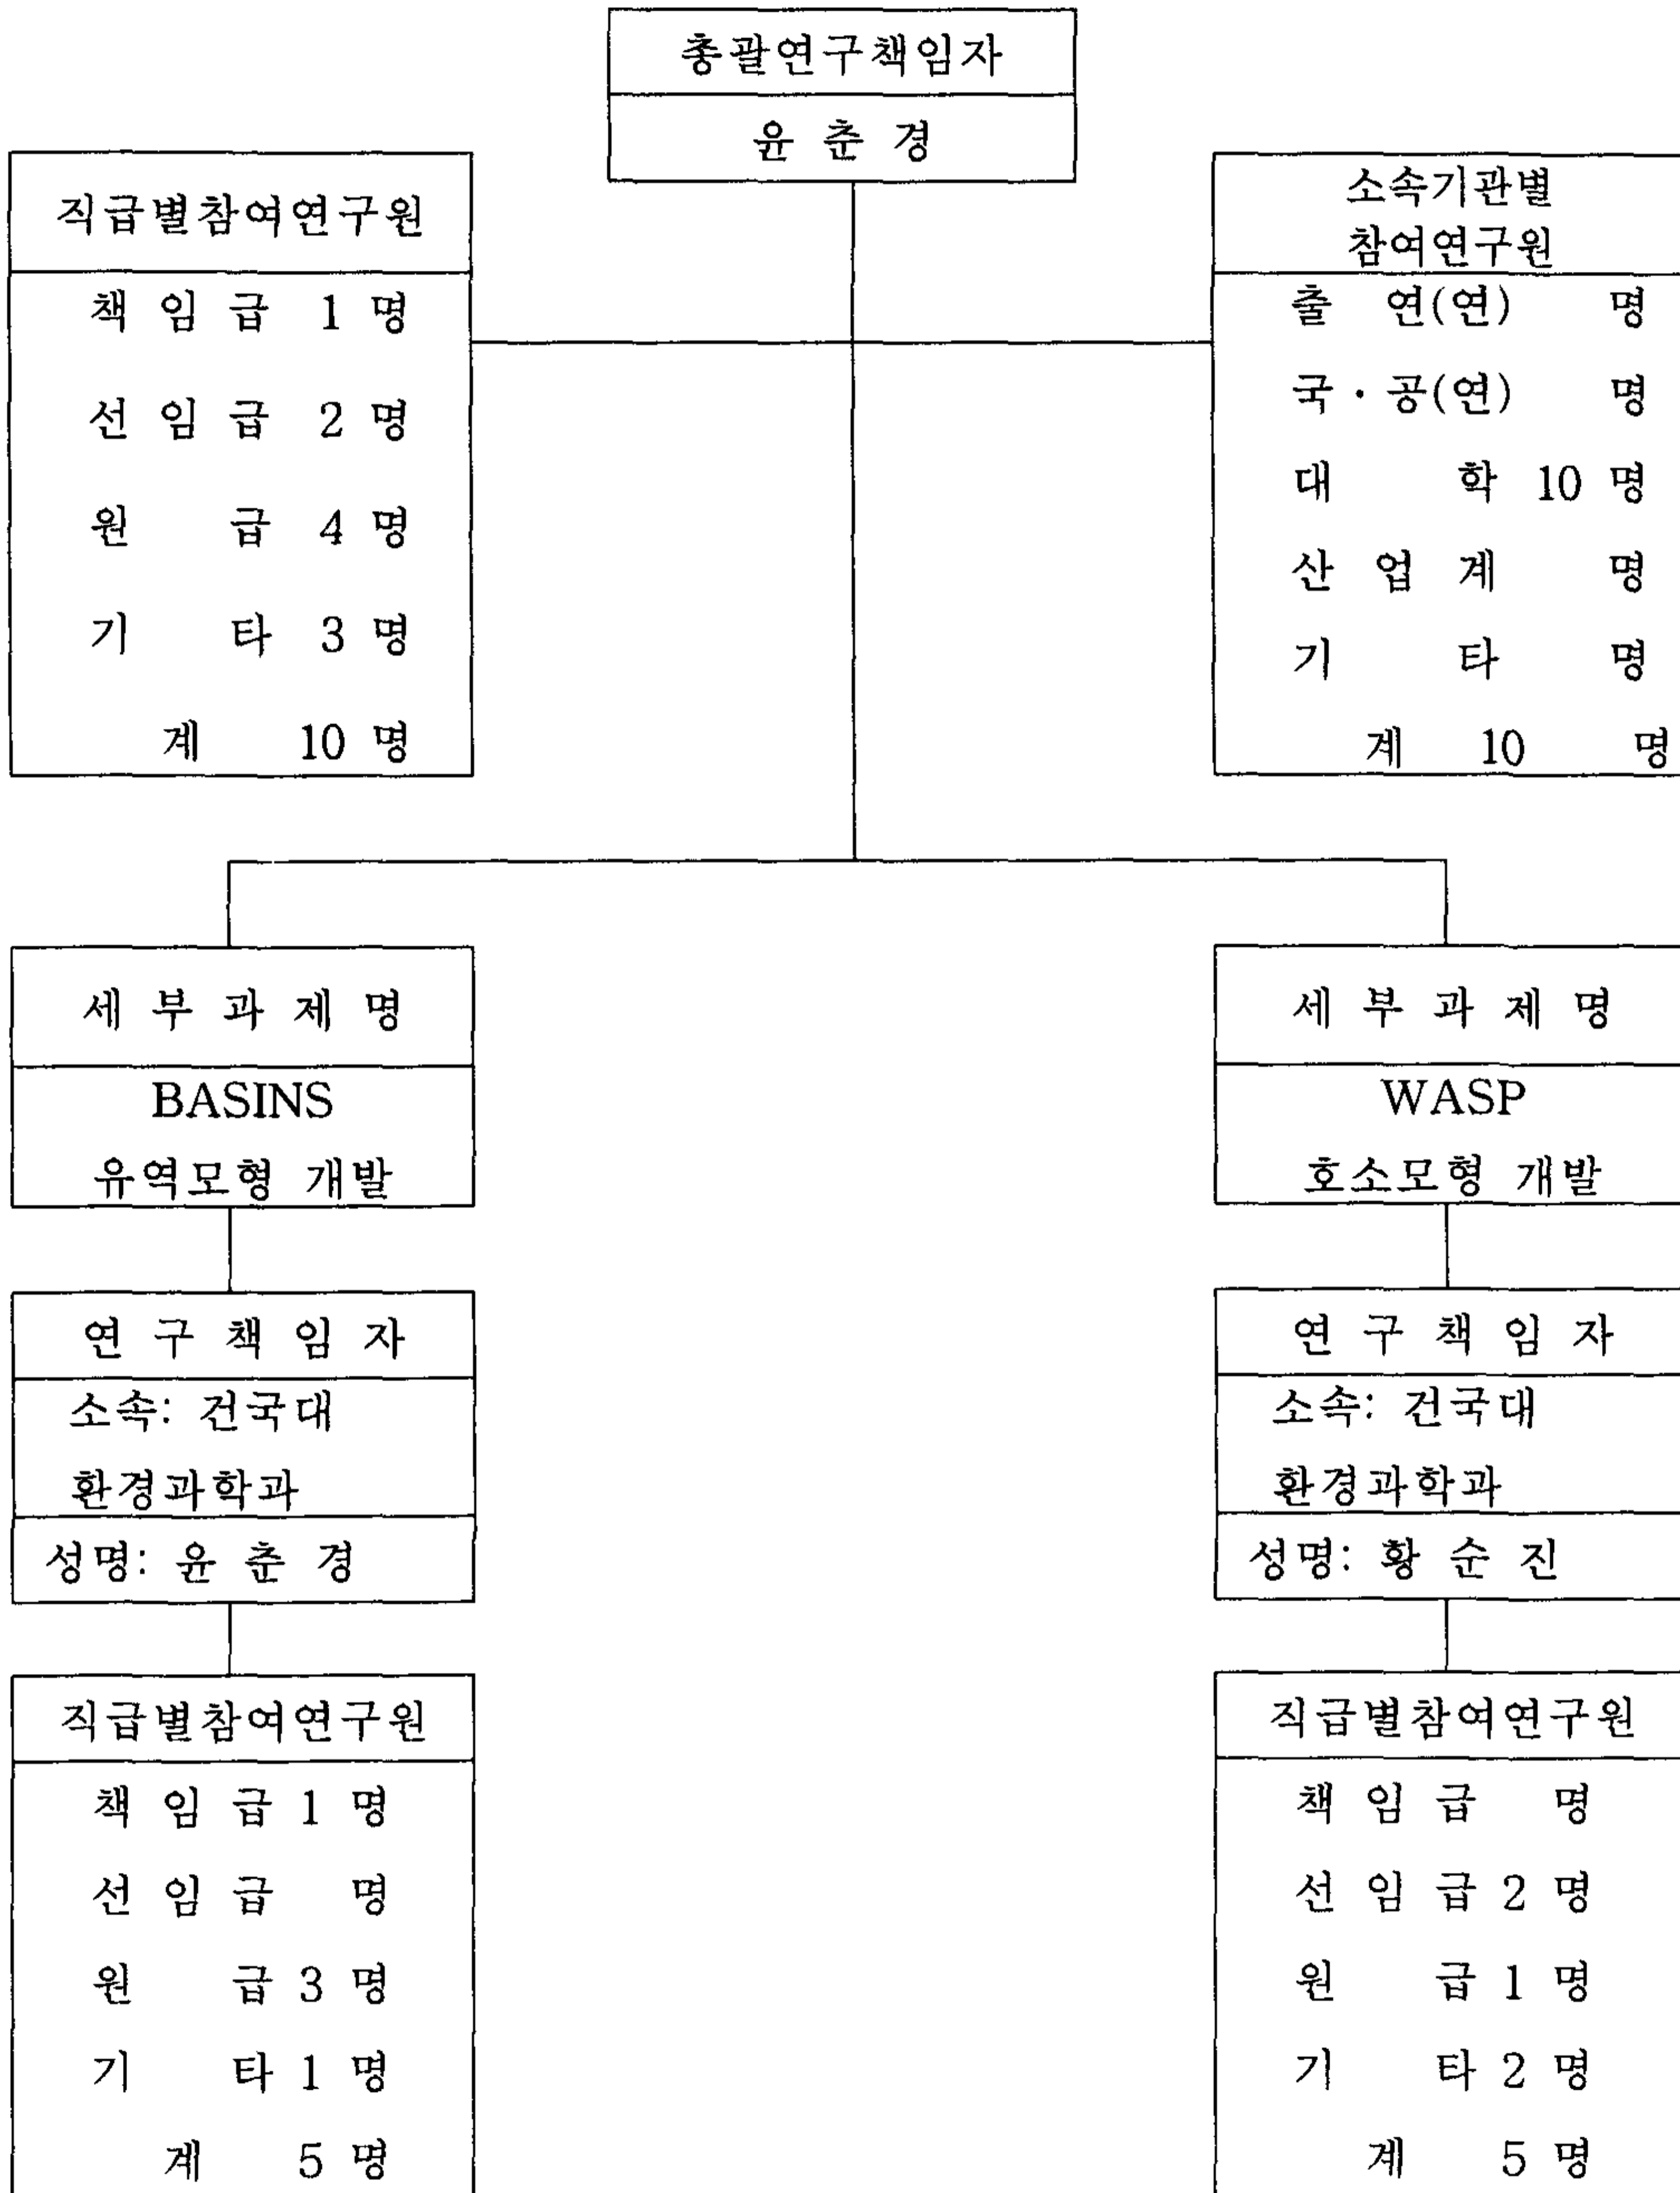 총괄연구책임자
윤 춘 경
직급별참여연구원
책 임 급 1 명
선 임 급 2 명
원 급 4 명
기 타 3 명
계 10 명
소속기관별
참여연구원
출 연(연) 명
국·공(연) 명
대 학 10 명
산 업 계 명
기 타 명
계 10 명
세 부 과 제 명
BASINS
유역모형 개발
연 구 책 임 자
소속: 건국대
환경과학과
성명: 윤 춘 경
직급별참여연구원
책 임 급 1 명
선 임 급 명
원 급 3 명
기 타 1 명
계 5 명
세 부 과 제 명
WASP
호소모형 개발
연 구 책 임 자
소속: 건국대
환경과학과
성명: 황 순 진
직급별참여연구원
책 임 급 명
선 임 급 2 명
원 급 1 명
기 타 2 명
계 5 명